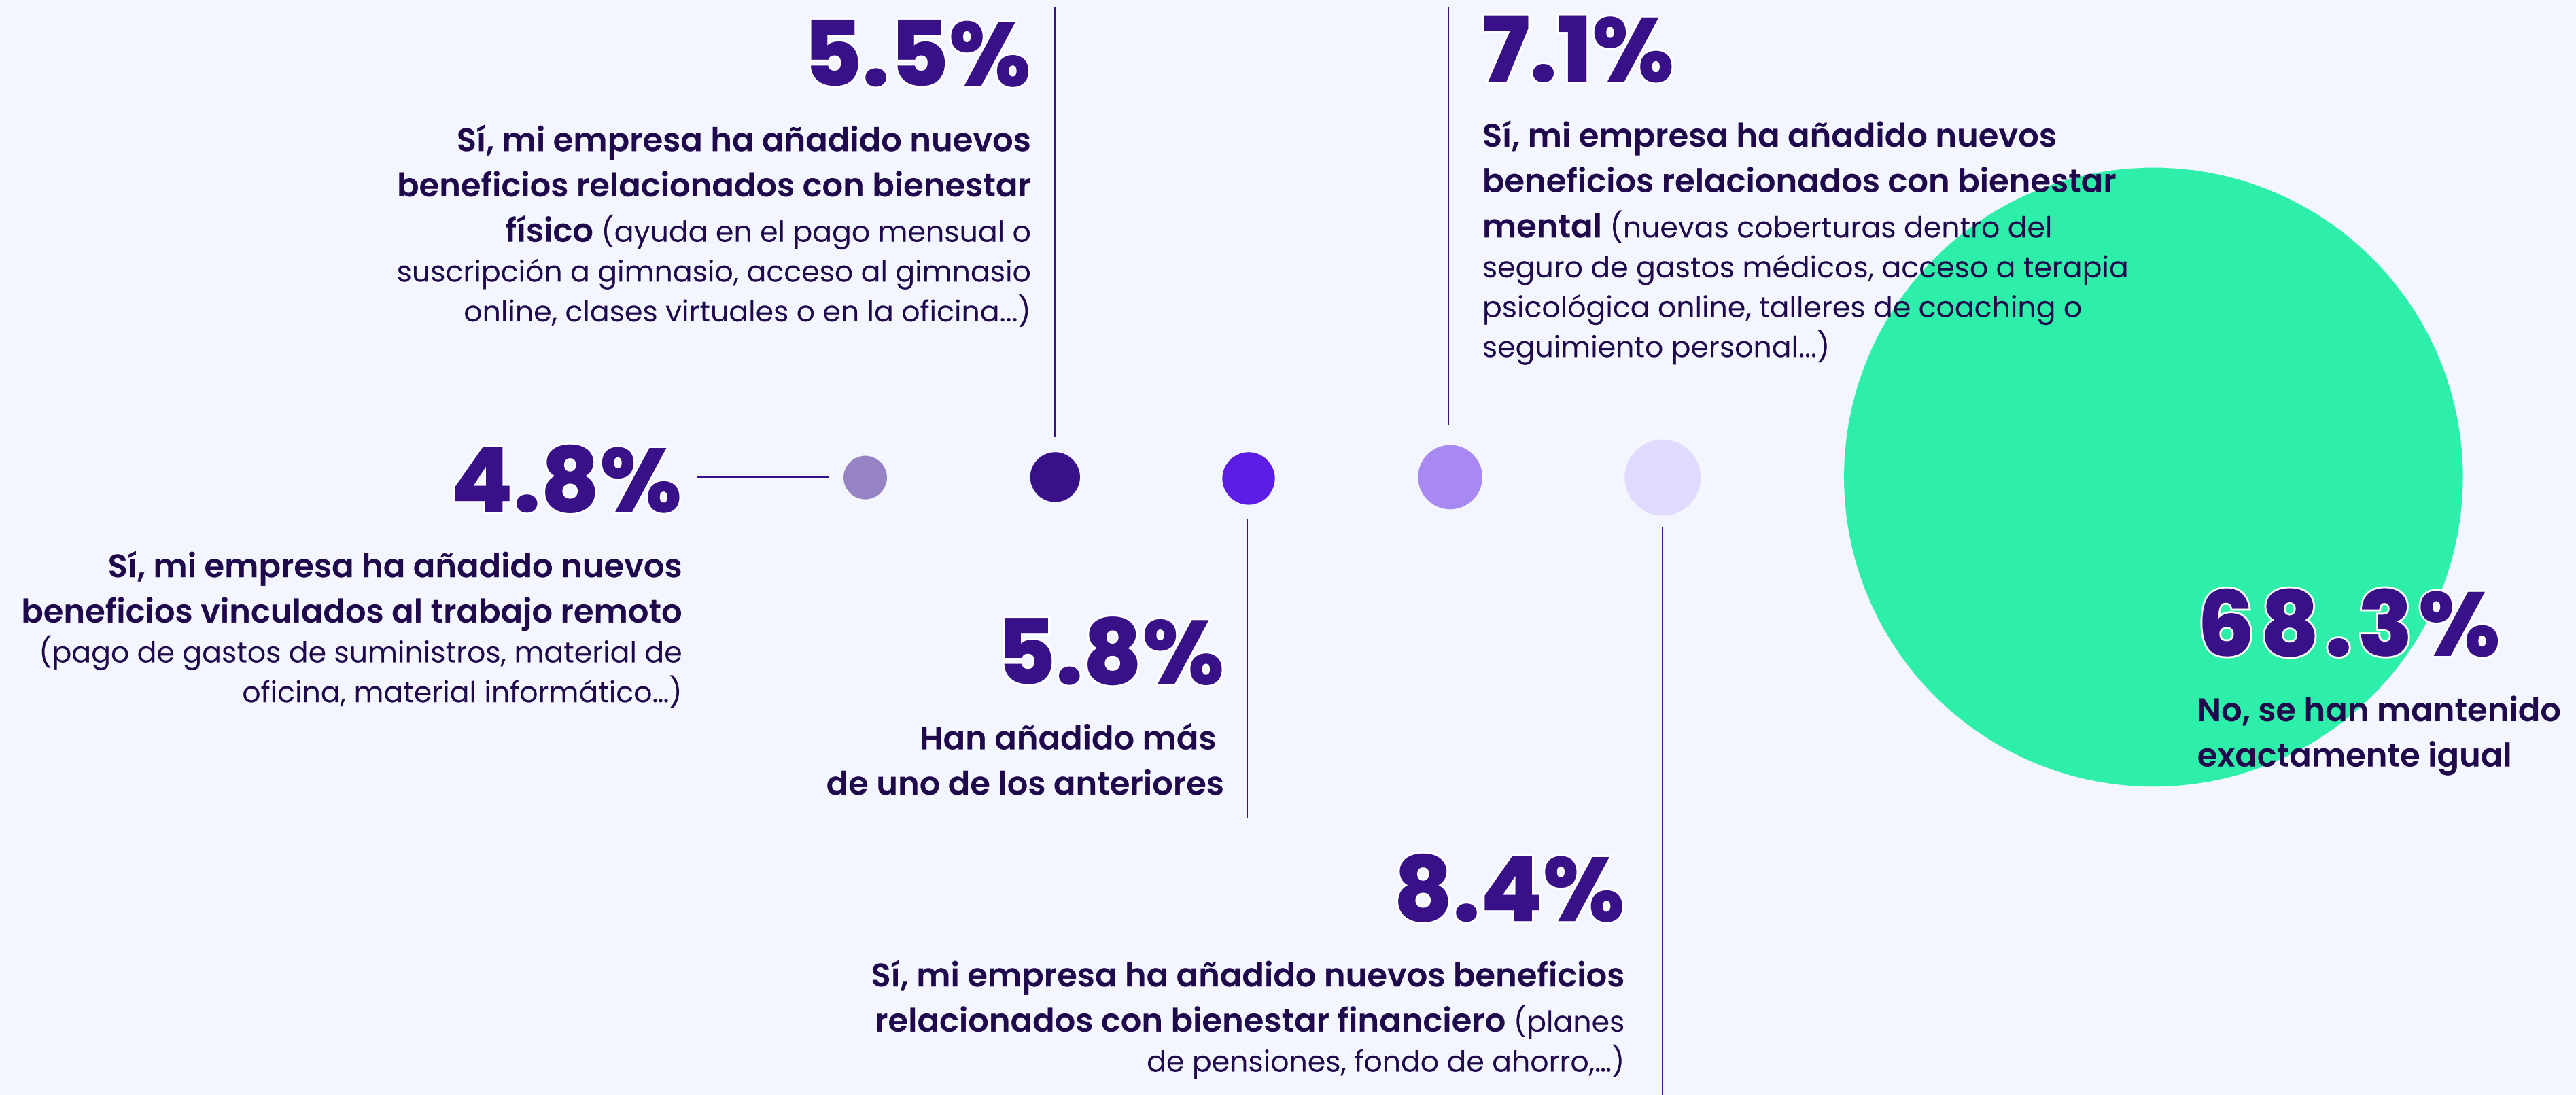 5.5%
Sí, mi empresa ha añadido nuevos
beneficios relacionados con bienestar
físico (ayuda en el pago mensual o
suscripción a gimnasio, acceso al gimnasio
online, clases virtuales o en la oficina...)
7.1%
Sí, mi empresa ha añadido nuevos
beneficios relacionados con bienestar
mental (nuevas coberturas dentro del
seguro de gastos médicos, acceso a terapia
psicológica online, talleres de coaching o
seguimiento personal...)
4.8%
Sí, mi empresa ha añadido nuevos
beneficios vinculados al trabajo remoto
(pago de gastos de suministros, material de
oficina, material informático...)
5.8%
Han añadido más
de uno de los anteriores
68.3%
No, se han mantenido
exactamente igual
8.4%
Sí, mi empresa ha añadido nuevos beneficios
relacionados con bienestar financiero (planes
de pensiones, fondo de ahorro,...)